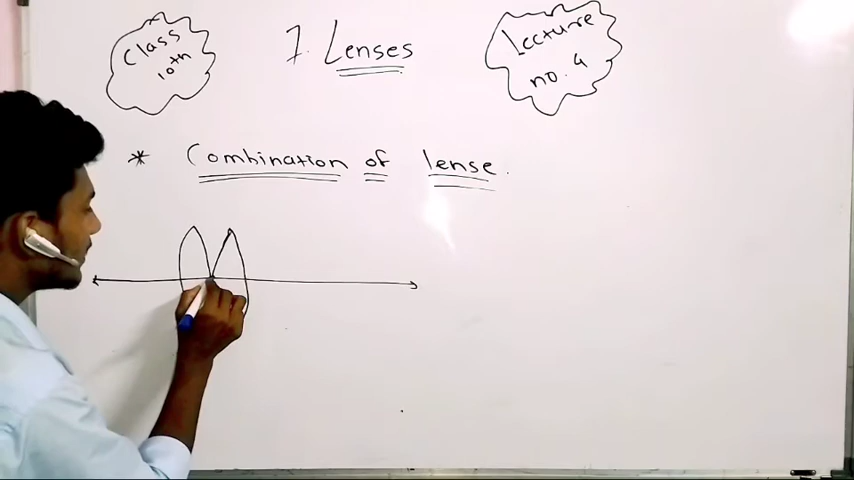 Class
10th
7. Lenses
Lecture
no. 4
* Combination of lense.